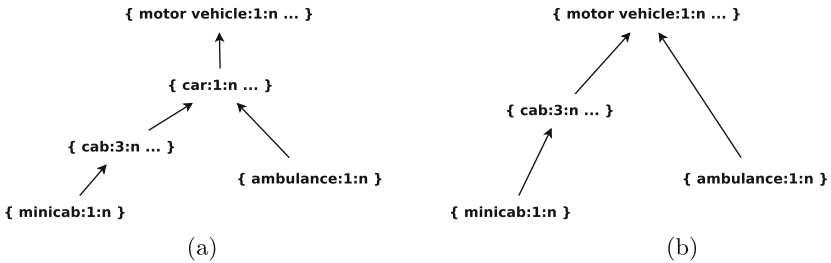 { motor vehicle:1:n ... }
{ car:1:n ... }
{ cab:3:n ... }
{ ambulance:1:n }
{ minicab:1:n }
(a)
{ motor vehicle:1:n ... }
{ cab:3:n ... }
{ ambulance:1:n }
{ minicab:1:n }
(b)